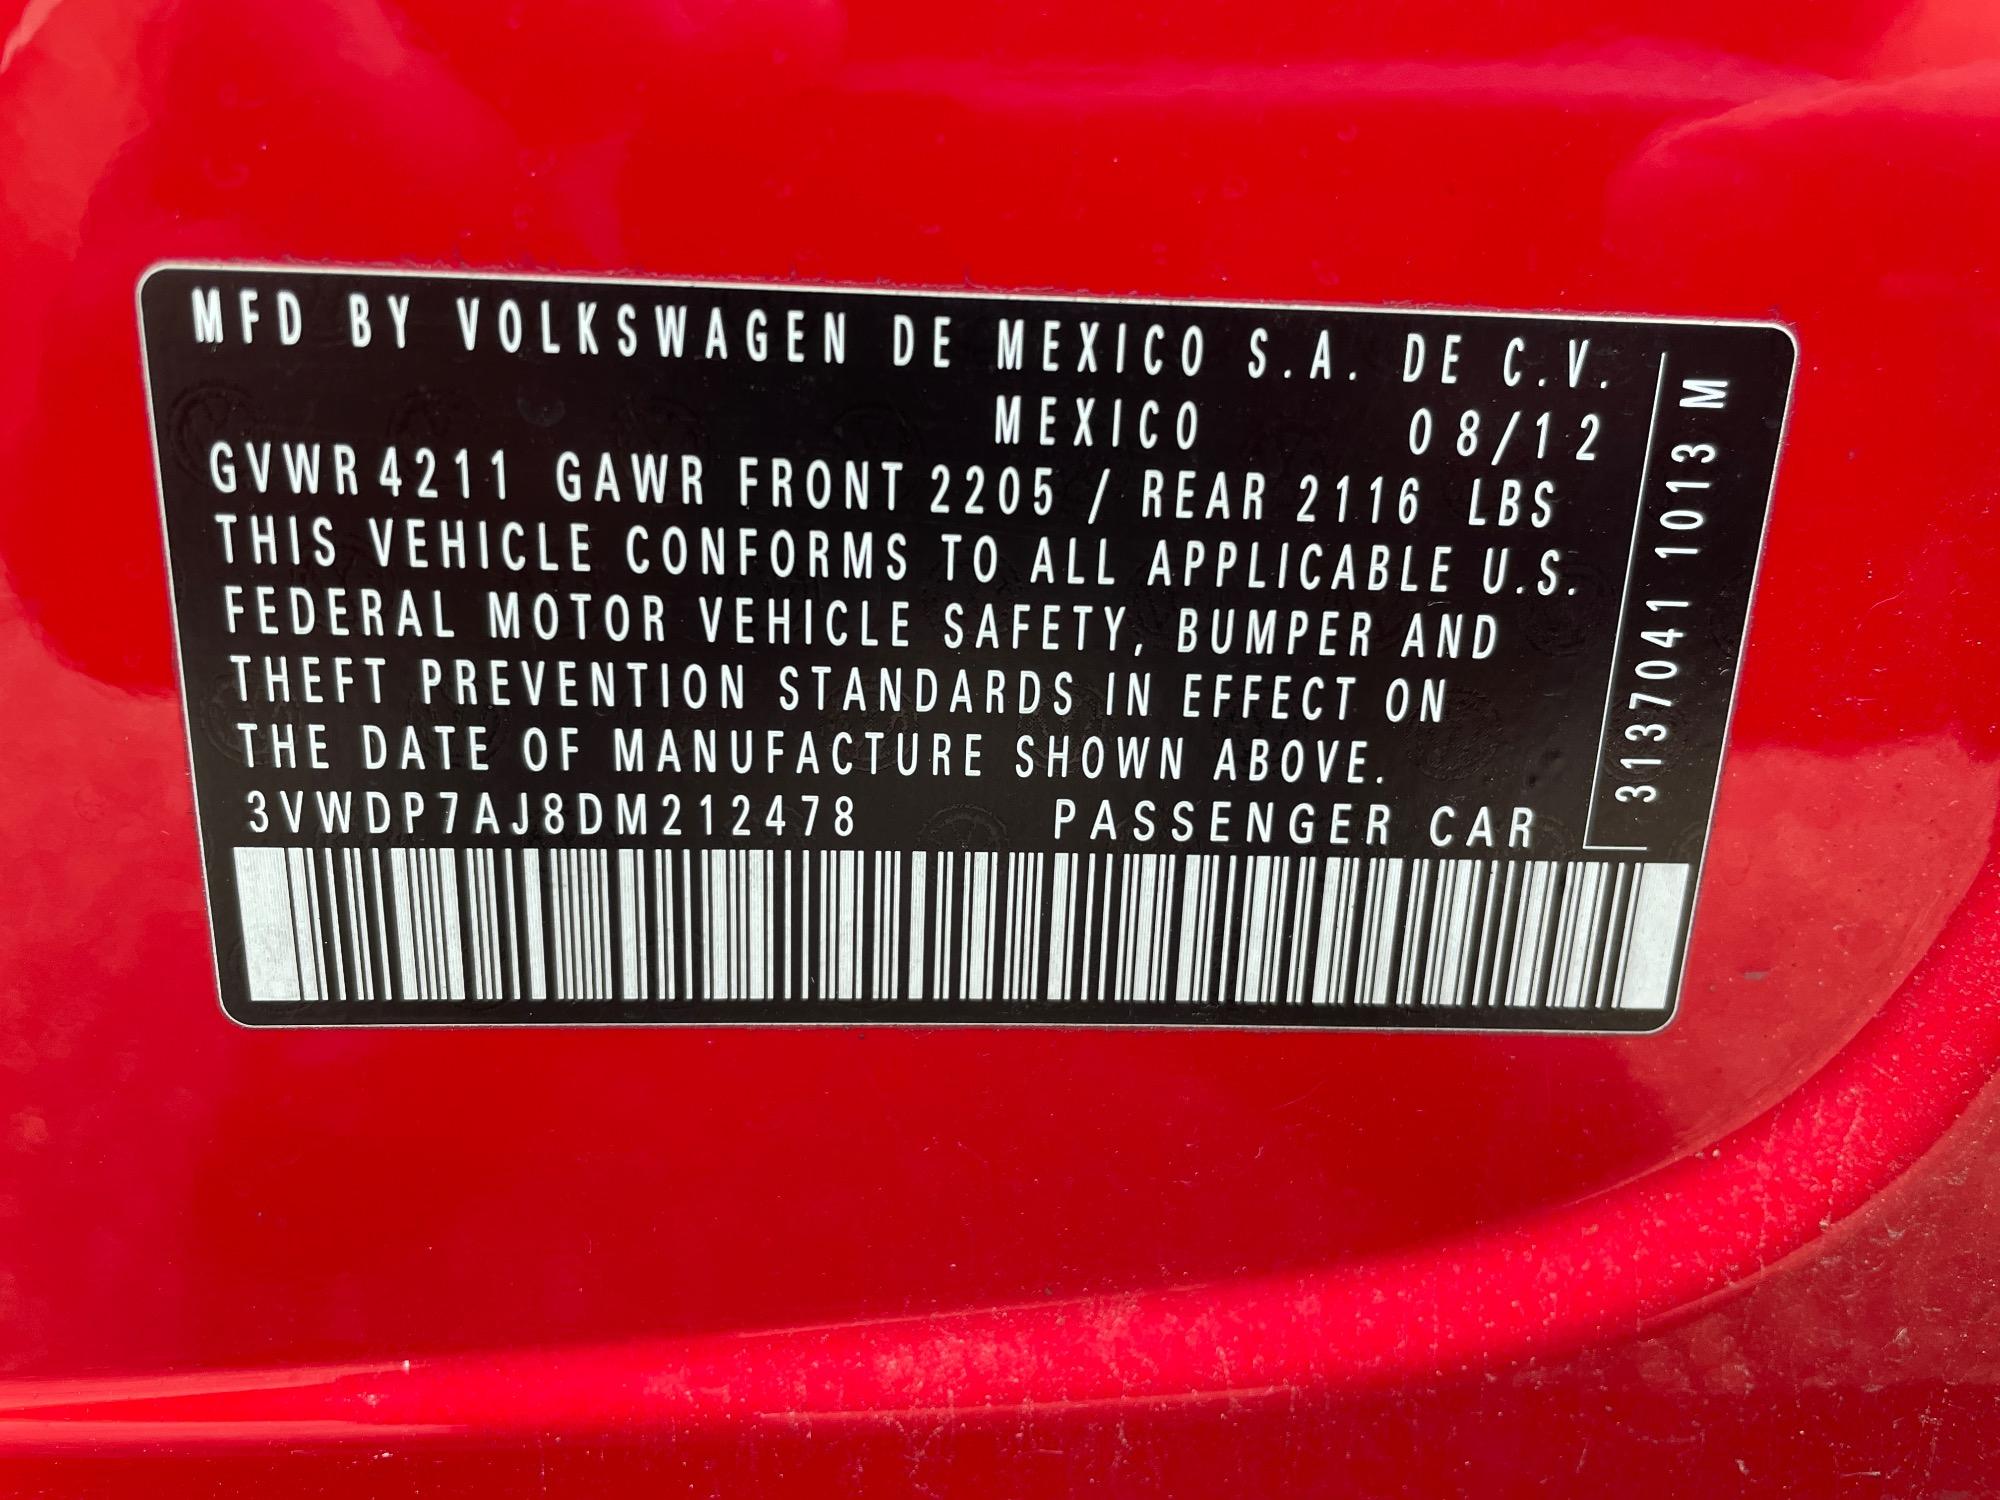 MFD BY VOLKSWAGEN DE MEXICO S.A. DE C.V.
MEXICO 08/12
GVWR 4211 GAWR FRONT 2205 / REAR 2116 LBS
THIS VEHICLE CONFORMS TO ALL APPLICABLE U.S.
FEDERAL MOTOR VEHICLE SAFETY, BUMPER AND
THEFT PREVENTION STANDARDS IN EFFECT ON
THE DATE OF MANUFACTURE SHOWN ABOVE.
3VWDP7AJ8DM212478 PASSENGER CAR
3137041 1013 M